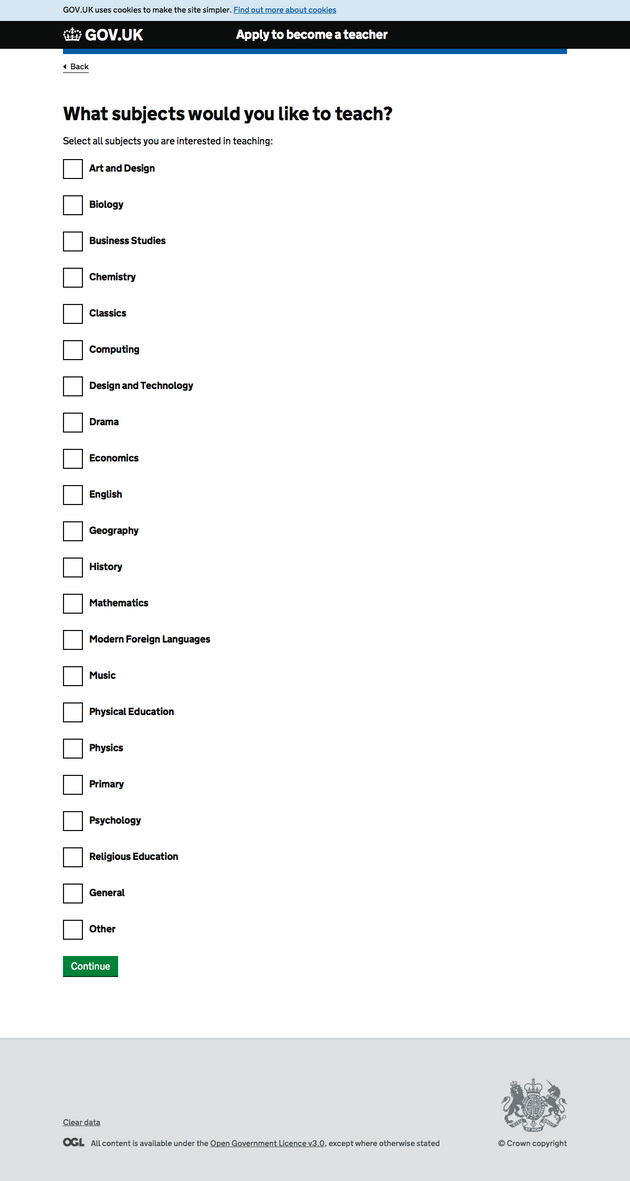 GOV.UK uses cookies to make the site simpler. Find out more about cookies
GOV.UK Apply to become a teacher
Back
What subjects would you like to teach?
Select all subjects you are interested in teaching:
Art and Design
Biology
Business Studies
Chemistry
Classics
Computing
Design and Technology
Drama
Economics
English
Geography
History
Mathematics
Modern Foreign Languages
Music
Physical Education
Physics
Primary
Psychology
Religious Education
General
Other
Continue
Clear data
OGL All content is available under the Open Government Licence v3.0, except where otherwise stated
© Crown copyright